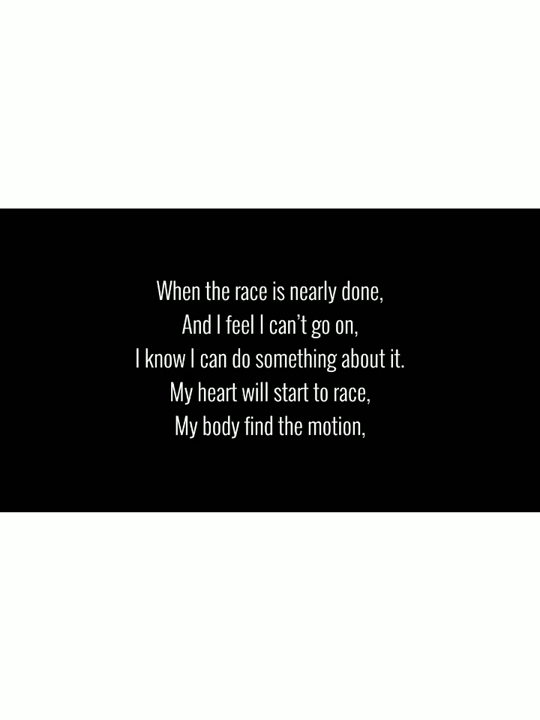 When the race is nearly done,
And I feel I can’t go on,
I know I can do something about it.
My heart will start to race,
My body find the motion,